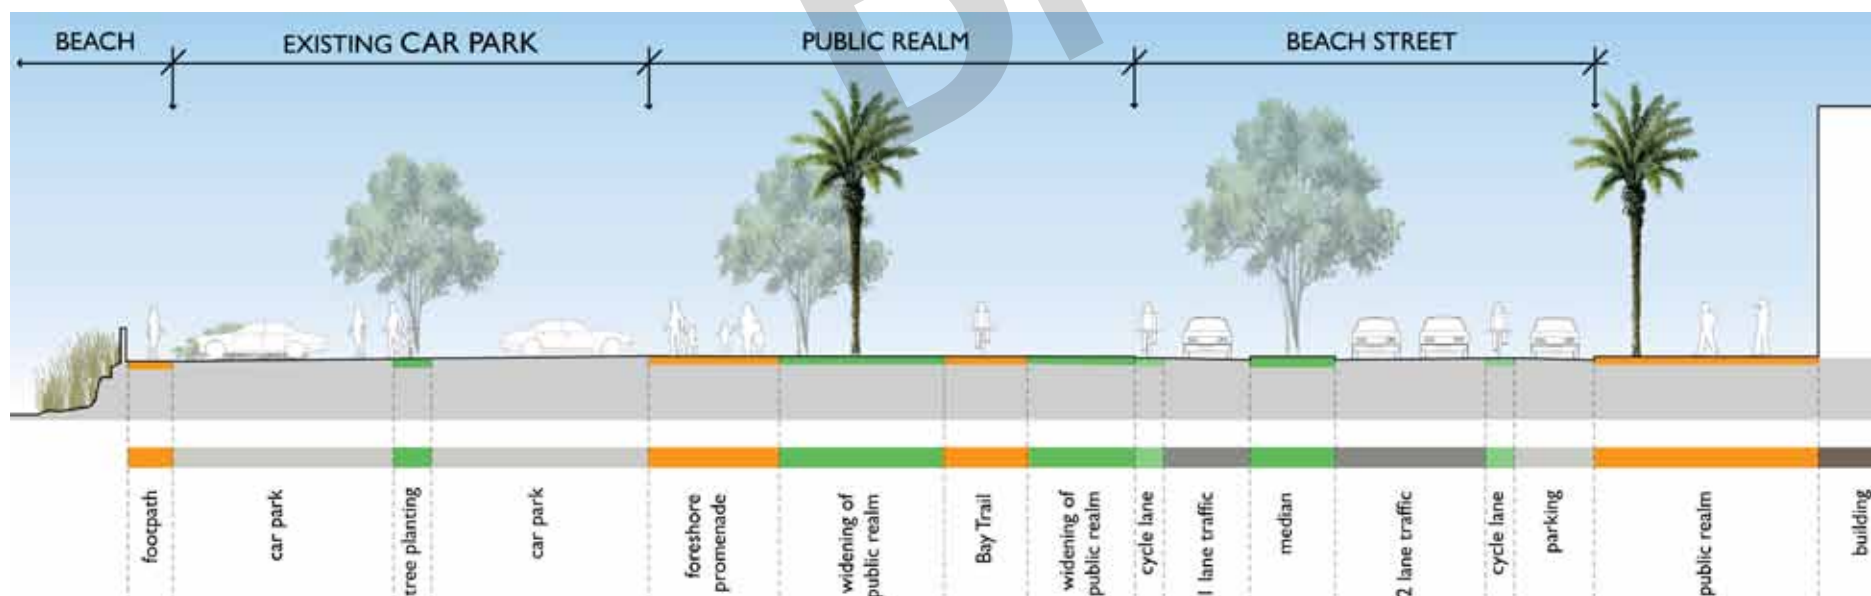 BEACH
EXISTING CAR PARK
PUBLIC REALM
BEACH STREET
footpath
car park
tree planting
car park
foreshore
promenade
widening of
public realm
Bay Trail
widening of
public realm
cycle lane
1 lane traffic
median
2 lane traffic
cycle lane
parking
public realm
building